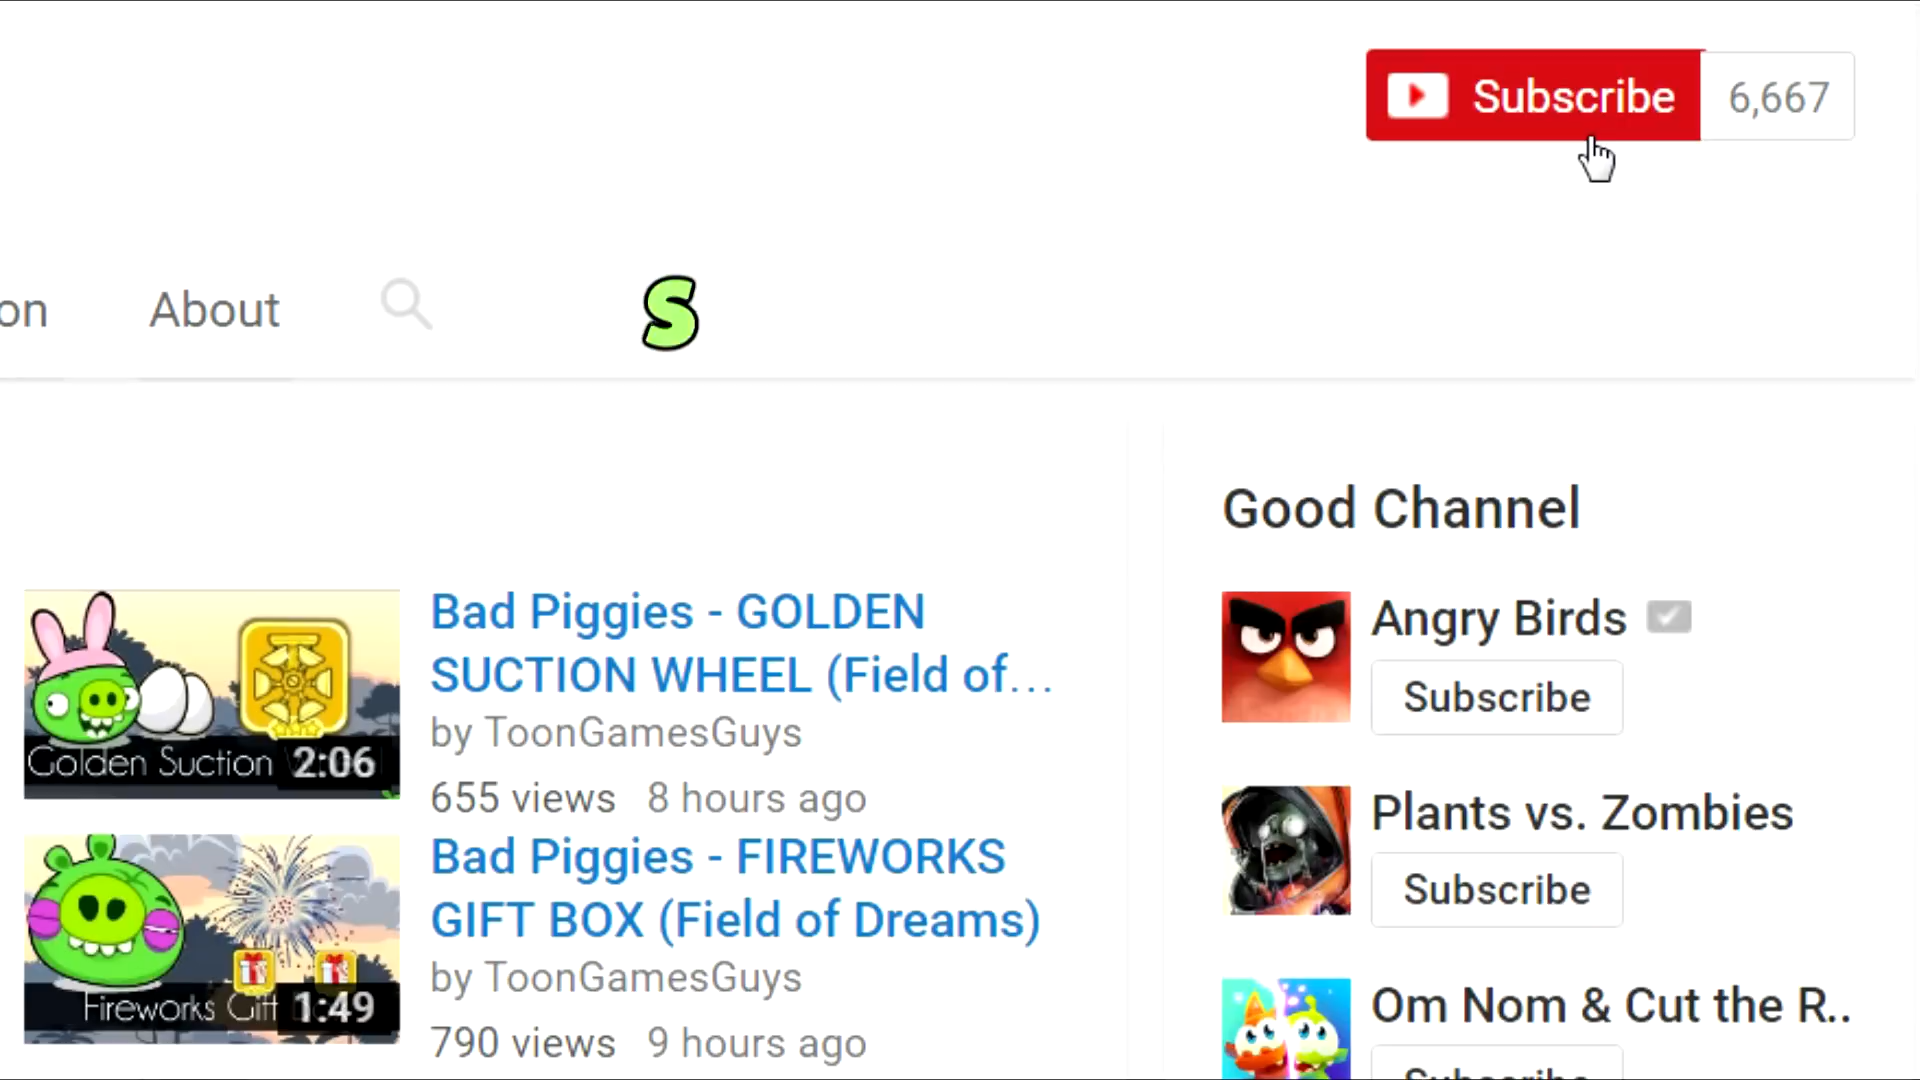 Subscribe 6,667
on About
S
Good Channel
Bad Piggies - GOLDEN
SUCTION WHEEL (Field of...
by ToonGamesGuys
655 views 8 hours ago
Golden Suction
2:06
Bad Piggies - FIREWORKS
GIFT BOX (Field of Dreams)
by ToonGamesGuys
790 views 9 hours ago
Fireworks Gift
1:49
Angry Birds
Subscribe
Plants vs. Zombies
Subscribe
Om Nom & Cut the R..
Subscribe